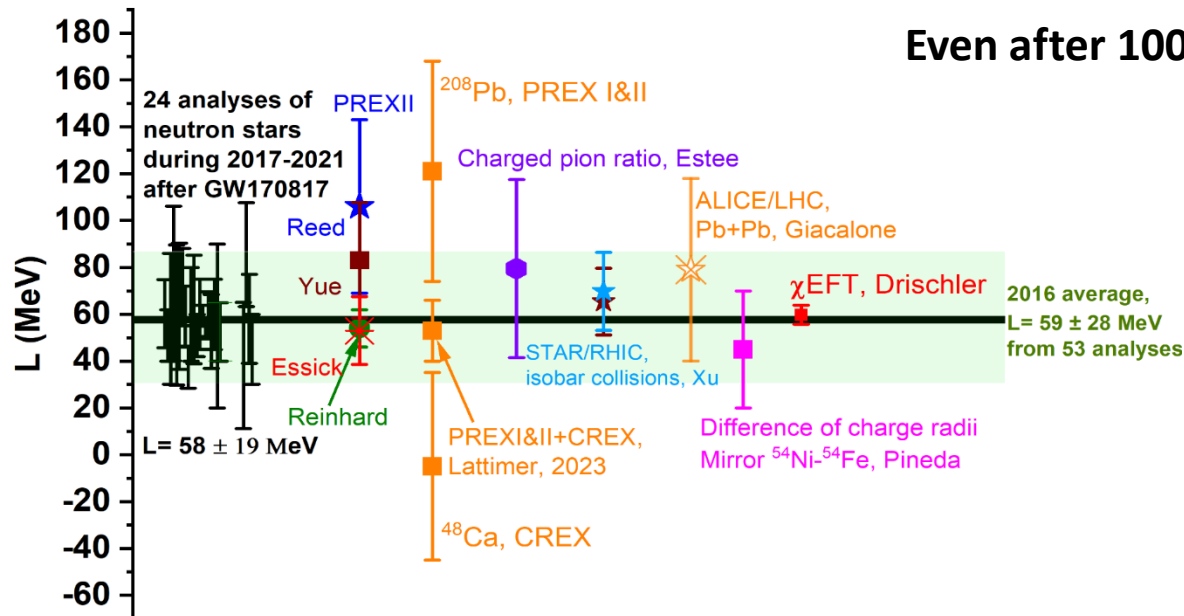 Even after 100
L (MeV)
180
160
140
120
100
80
60
40
20
0
-20
-40
-60
24 analyses of
neutron stars
during 2017-2021
after GW170817
L= 58 ± 19 MeV
PREXII
Reed
Yue
Essick
Reinhard
²⁰⁸Pb, PREX I&II
PREXI&II+CREX,
Lattimer, 2023
⁴⁸Ca, CREX
Charged pion ratio, Estee
STAR/RHIC,
isobar collisions, Xu
ALICE/LHC,
Pb+Pb, Giacalone
Difference of charge radii
Mirror ⁵⁴Ni-⁵⁴Fe, Pineda
χEFT, Drischler
2016 average,
L= 59 ± 28 MeV
from 53 analyses